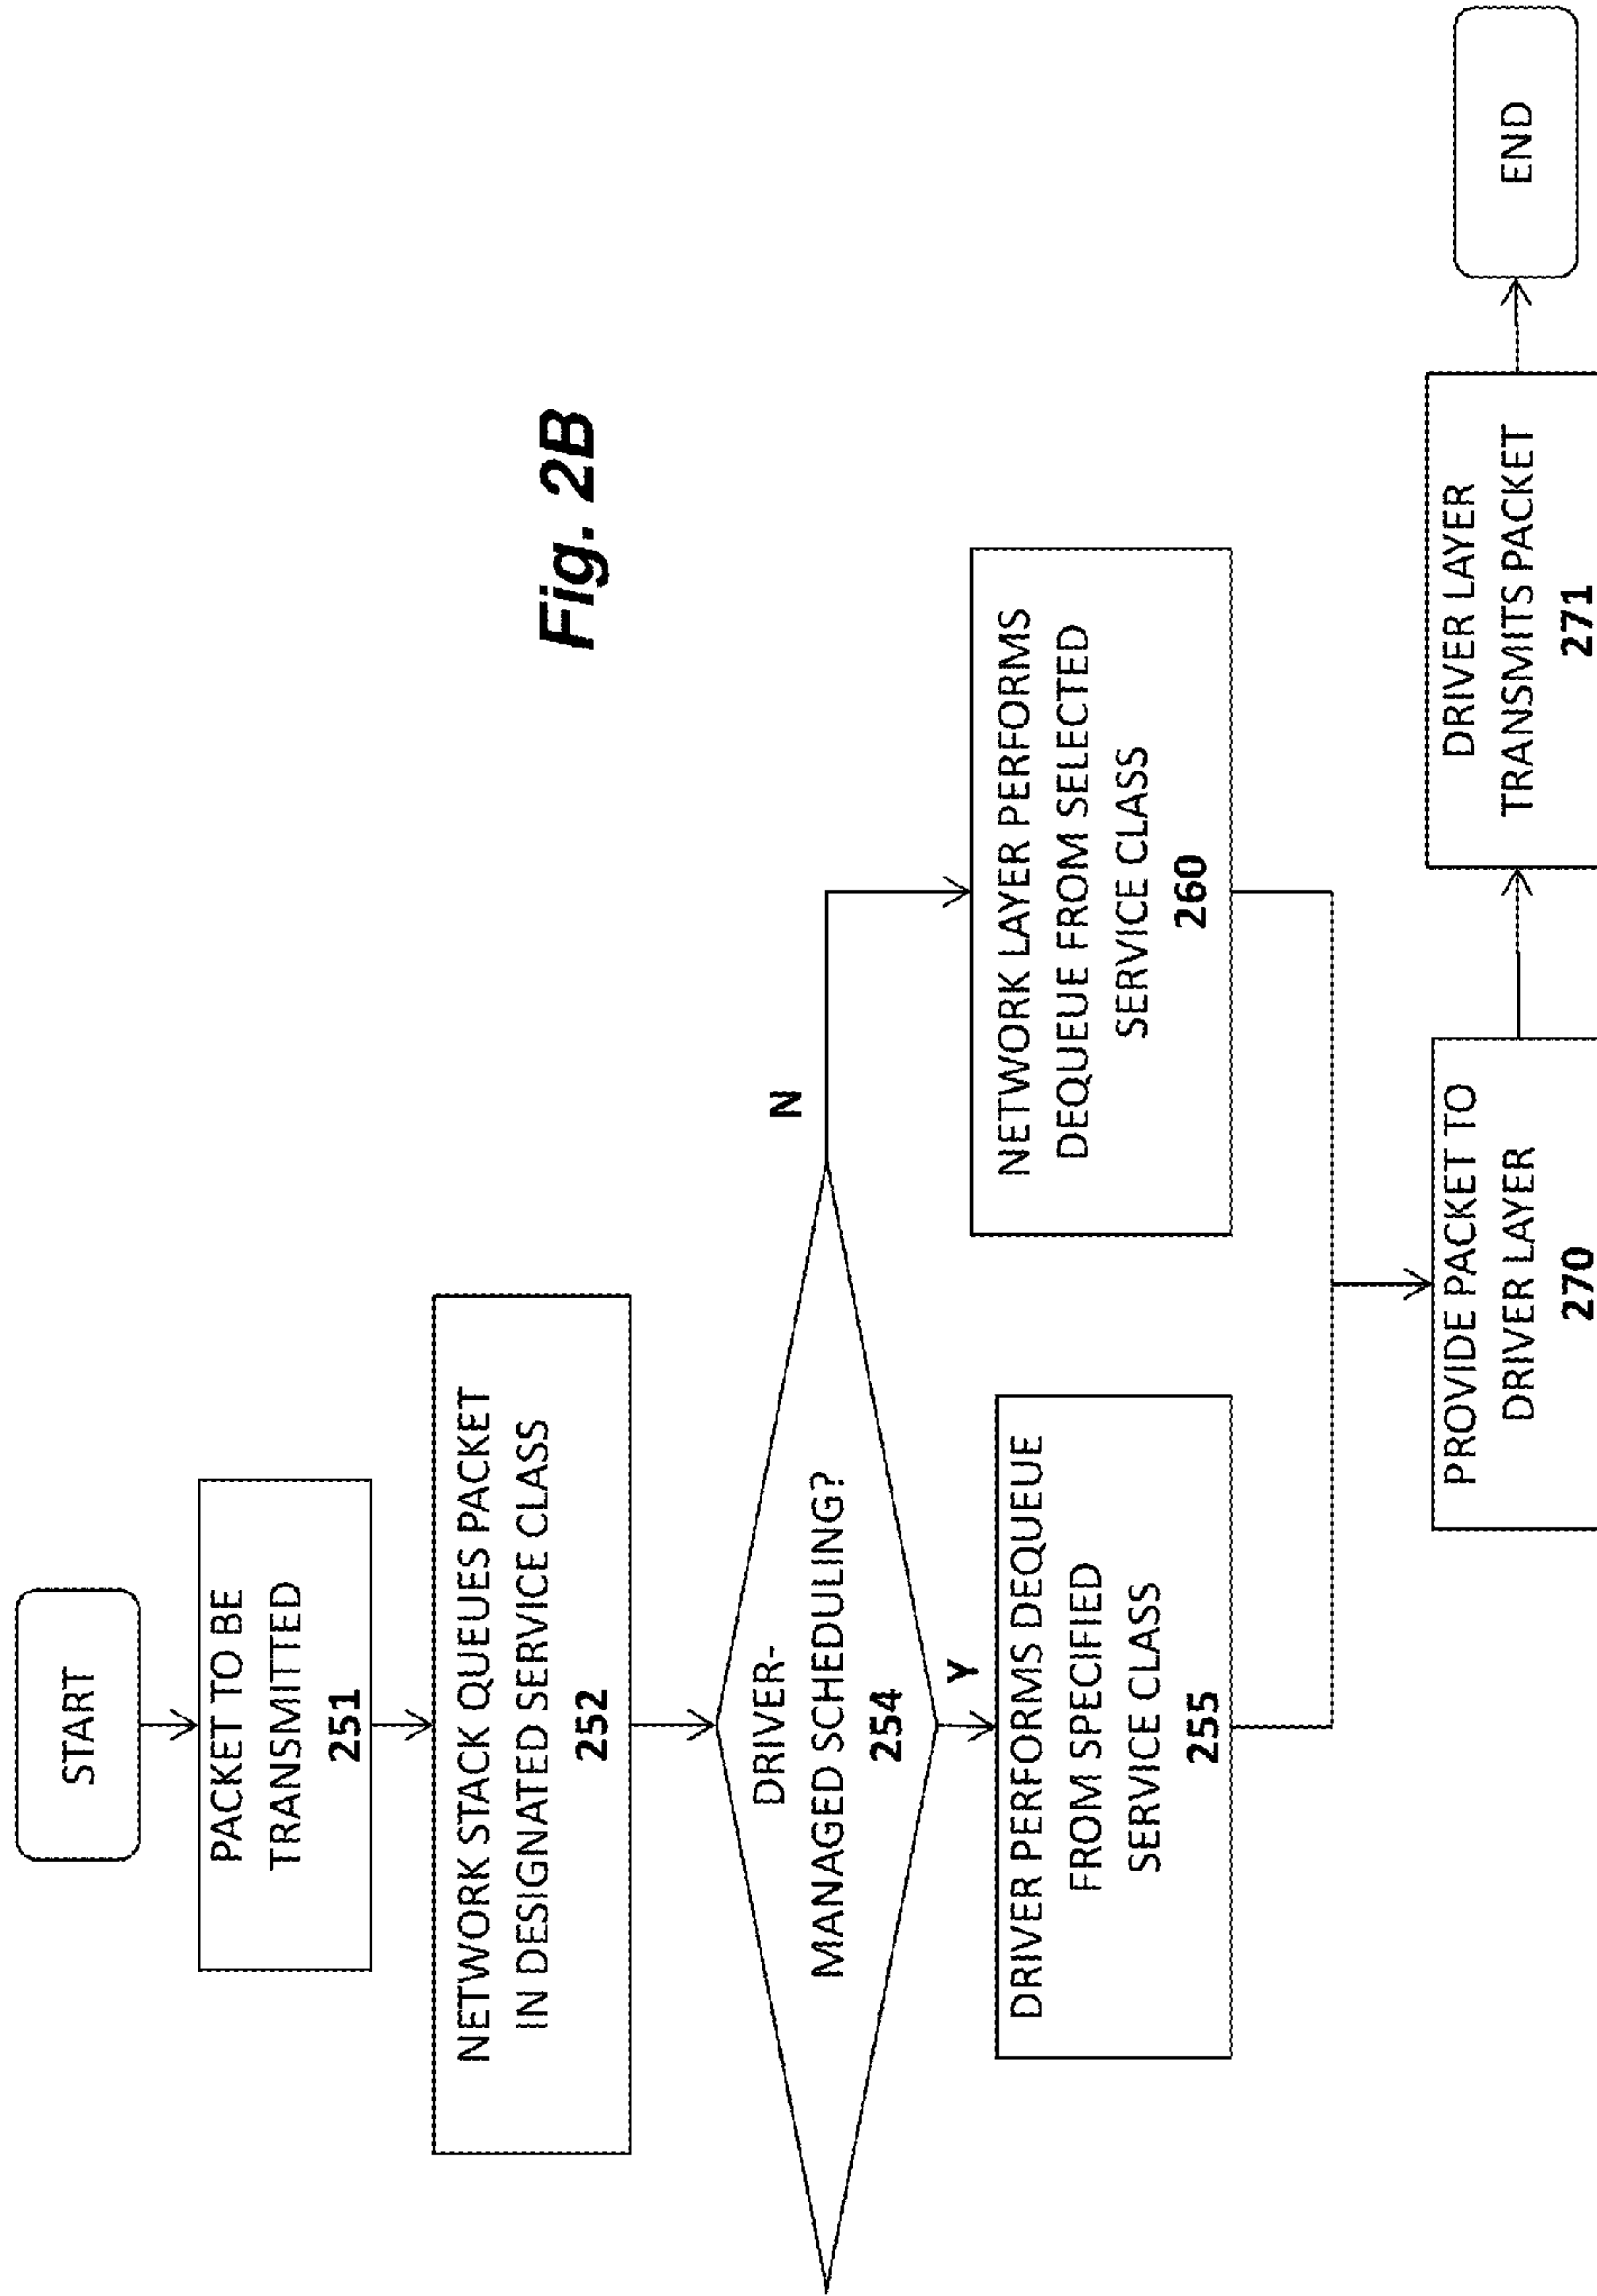 START
PACKET TO BE
TRANSMITTED
251
NETWORK STACK QUEUES PACKET
IN DESIGNATED SERVICE CLASS
252
DRIVER-
MANAGED SCHEDULING?
254
Y
N
DRIVER PERFORMS DEQUEUE
FROM SPECIFIED
SERVICE CLASS
255
NETWORK LAYER PERFORMS
DEQUEUE FROM SELECTED
SERVICE CLASS
260
PROVIDE PACKET TO
DRIVER LAYER
270
DRIVER LAYER
TRANSMITS PACKET
271
END
Fig. 2B